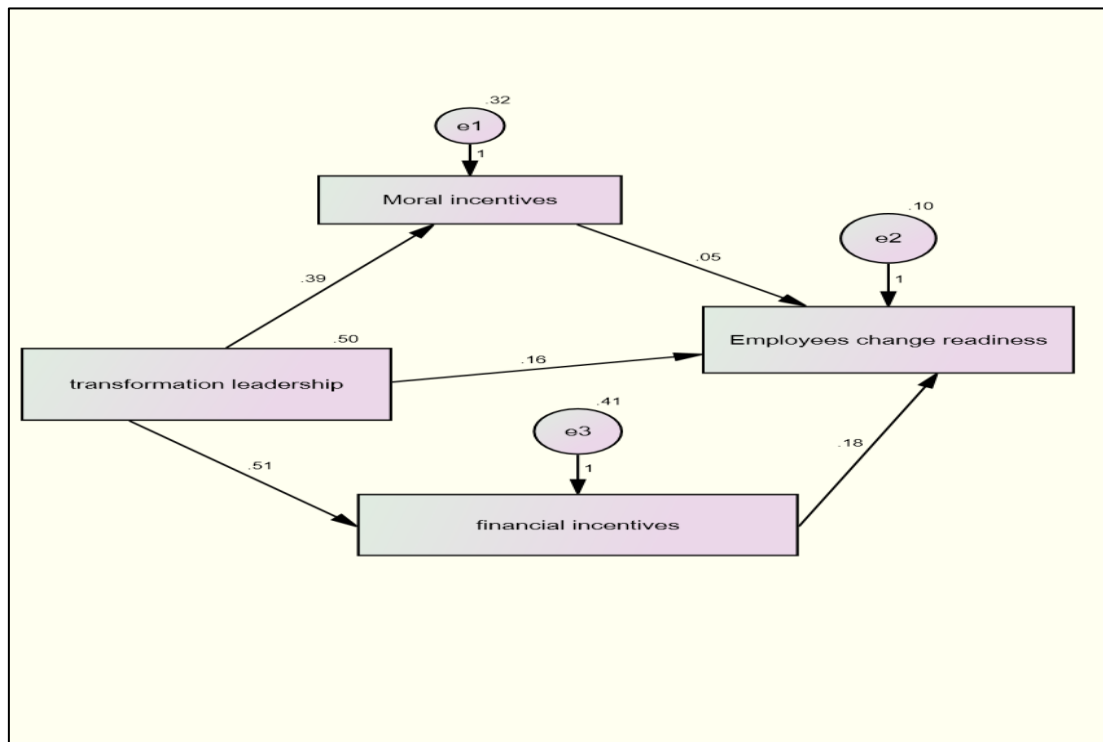 .32
e1
1
Moral incentives
.10
e2
1
.05
.39
Employees change readiness
.50
.16
transformation leadership
.41
e3
1
.18
.51
financial incentives